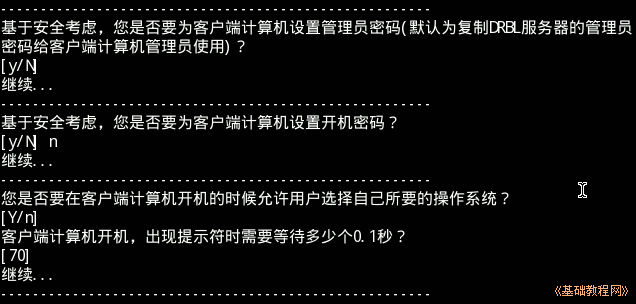 ------------------------------------------------------
基于安全考虑，您是否要为客户端计算机设置管理员密码(默认为复制DRBL服务器的管理员
密码给客户端计算机管理员使用)？
[y/N]
继续...
------------------------------------------------------
基于安全考虑，您是否要为客户端计算机设置开机密码？
[y/N] n
继续...
------------------------------------------------------
您是否要在客户端计算机开机的时候允许用户选择自己所要的操作系统？
[Y/n]
客户端计算机开机，出现提示符时需要等待多少个0.1秒？
[70]
继续...
------------------------------------------------------
《基础教程网》